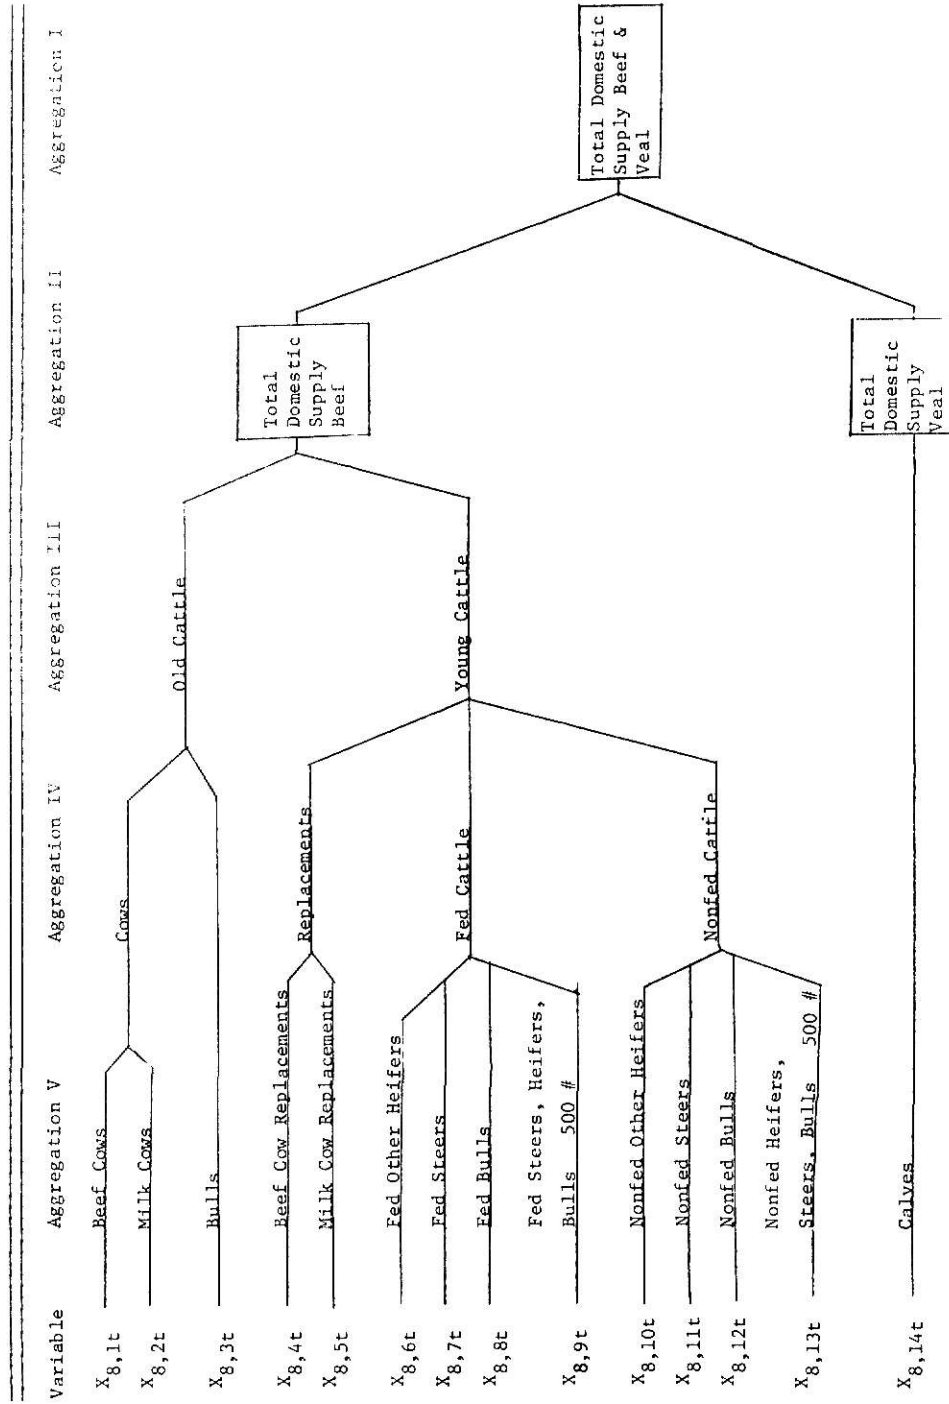 Variable Aggregation V Aggregation IV Aggregation III Aggregation II Aggregation I
X8,1t Beef Cows
Cows
X8,2t Milk Cows
Old Cattle
X8,3t Bulls
Total
Domestic
Supply
Beef
X8,4t Beef Cow Replacements
Replacements
X8,5t Milk Cow Replacements
X8,6t Fed Other Heifers
X8,7t Fed Steers
Fed Cattle
Young Cattle
X8,8t Fed Bulls
Fed Steers, Heifers,
X8,9t Bulls 500 #
Total Domestic
Supply Beef &
Veal
X8,10t Nonfed Other Heifers
X8,11t Nonfed Steers
Nonfed Cattle
X8,12t Nonfed Bulls
Nonfed Heifers,
X8,13t Steers, Bulls 500 #
Total
Domestic
Supply
Veal
X8,14t Calves